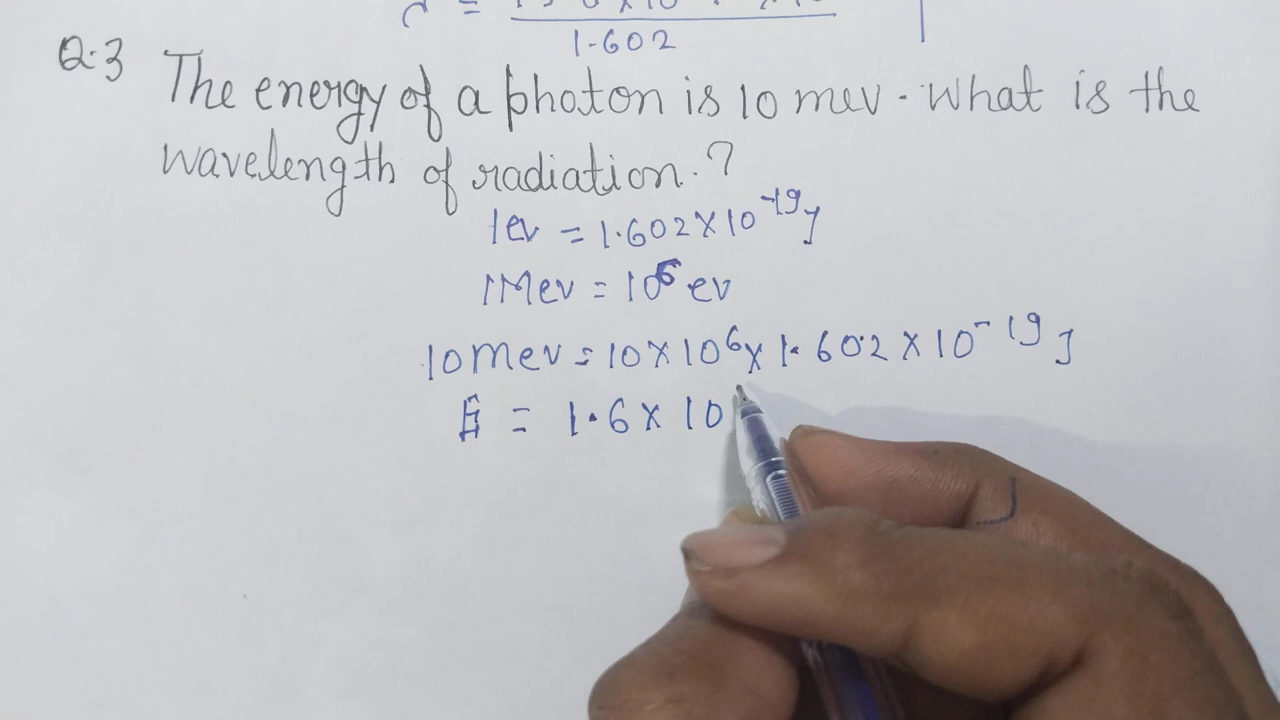 1.602
Q.3 The energy of a photon is 10 mev. What is the
wavelength of radiation.?
1ev = 1.602×10⁻¹⁹J
1Mev = 10⁶ ev
10mev = 10×10⁶×1.602×10⁻¹⁹J
E = 1.6×10